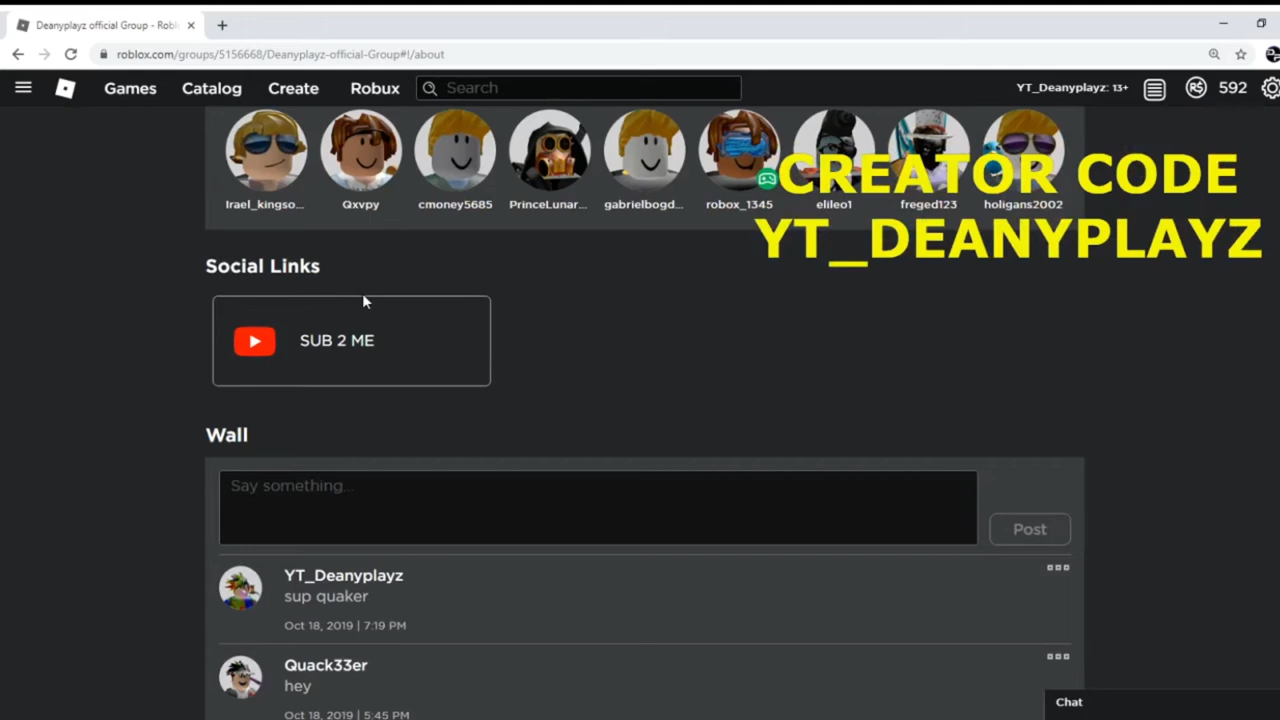 Deanyplayz official Group - Robl
roblox.com/groups/5156668/Deanyplayz-official-Group#!/about
Games Catalog Create Robux Search YT_Deanyplayz: 13+ 592
Irael_kingso... Qxvpy cmoney5685 PrinceLunar... gabrielbogd... robox_1345 elileo1 freged123 holigans2002
CREATOR CODE
YT_DEANYPLAYZ
Social Links
SUB 2 ME
Wall
Say something...
Post
YT_Deanyplayz
sup quaker
Oct 18, 2019 | 7:19 PM
Quack33er
hey
Oct 18, 2019 | 5:45 PM
Chat